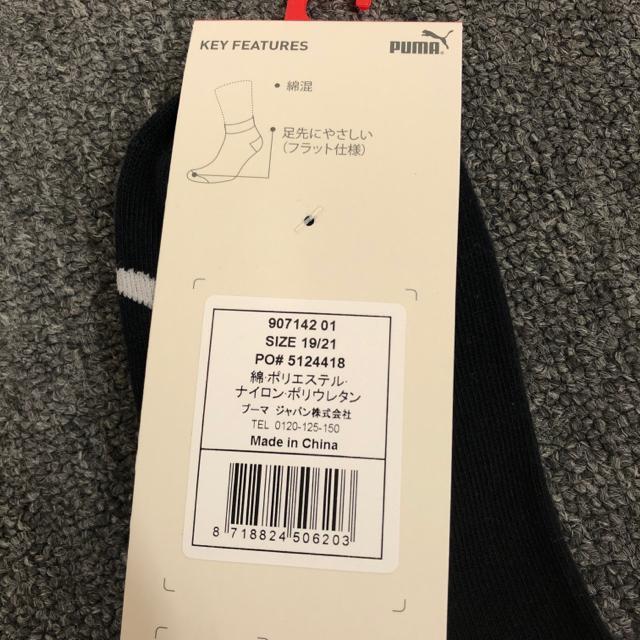 KEY FEATURES
PUMA
・綿混
・足先にやさしい
（フラット仕様）
907142 01
SIZE 19/21
PO# 5124418
綿・ポリエステル・
ナイロン・ポリウレタン
プーマ ジャパン株式会社
TEL 0120-125-150
Made in China
8 718824 506203